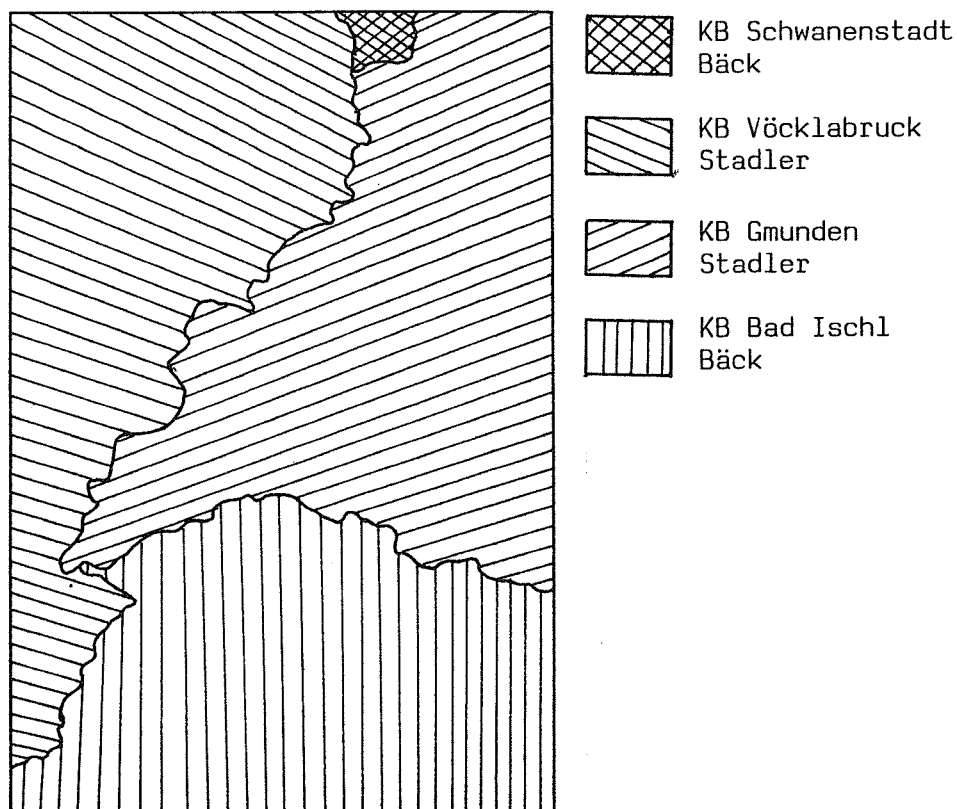 KB Schwanenstadt
Bäck
KB Vöcklabruck
Stadler
KB Gmunden
Stadler
KB Bad Ischl
Bäck